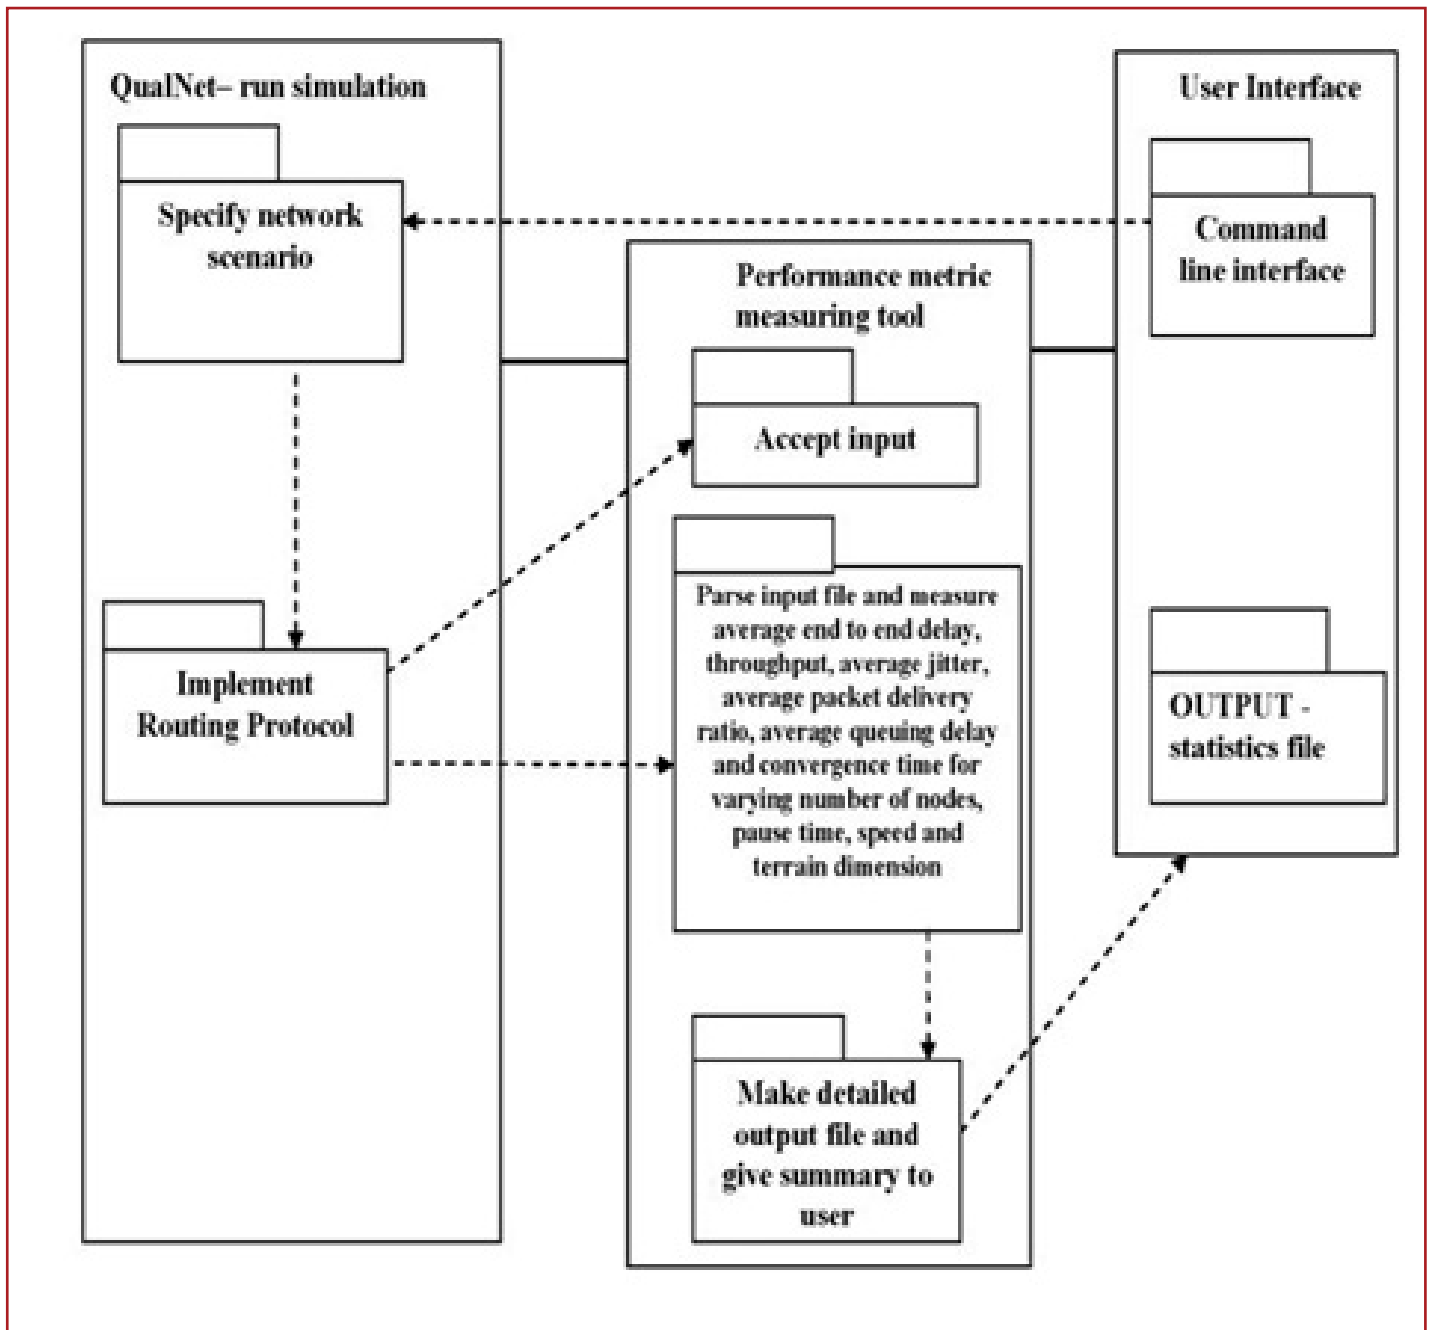 QualNet– run simulation
Specify network
scenario
Implement
Routing Protocol
Performance metric
measuring tool
Accept input
Parse input file and measure
average end to end delay,
throughput, average jitter,
average packet delivery
ratio, average queuing delay
and convergence time for
varying number of nodes,
pause time, speed and
terrain dimension
Make detailed
output file and
give summary to
user
User Interface
Command
line interface
OUTPUT -
statistics file